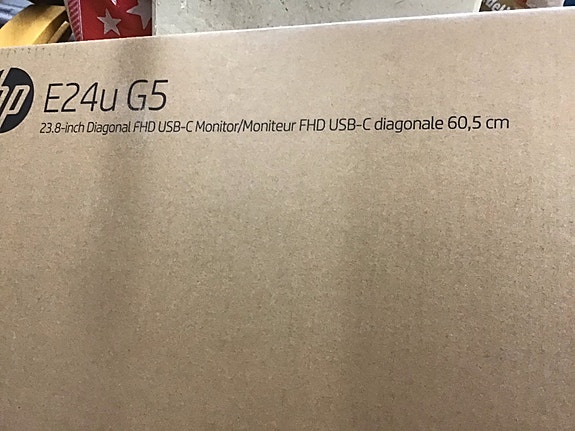 hp E24u G5
23.8-inch Diagonal FHD USB-C Monitor/Moniteur FHD USB-C diagonale 60,5 cm